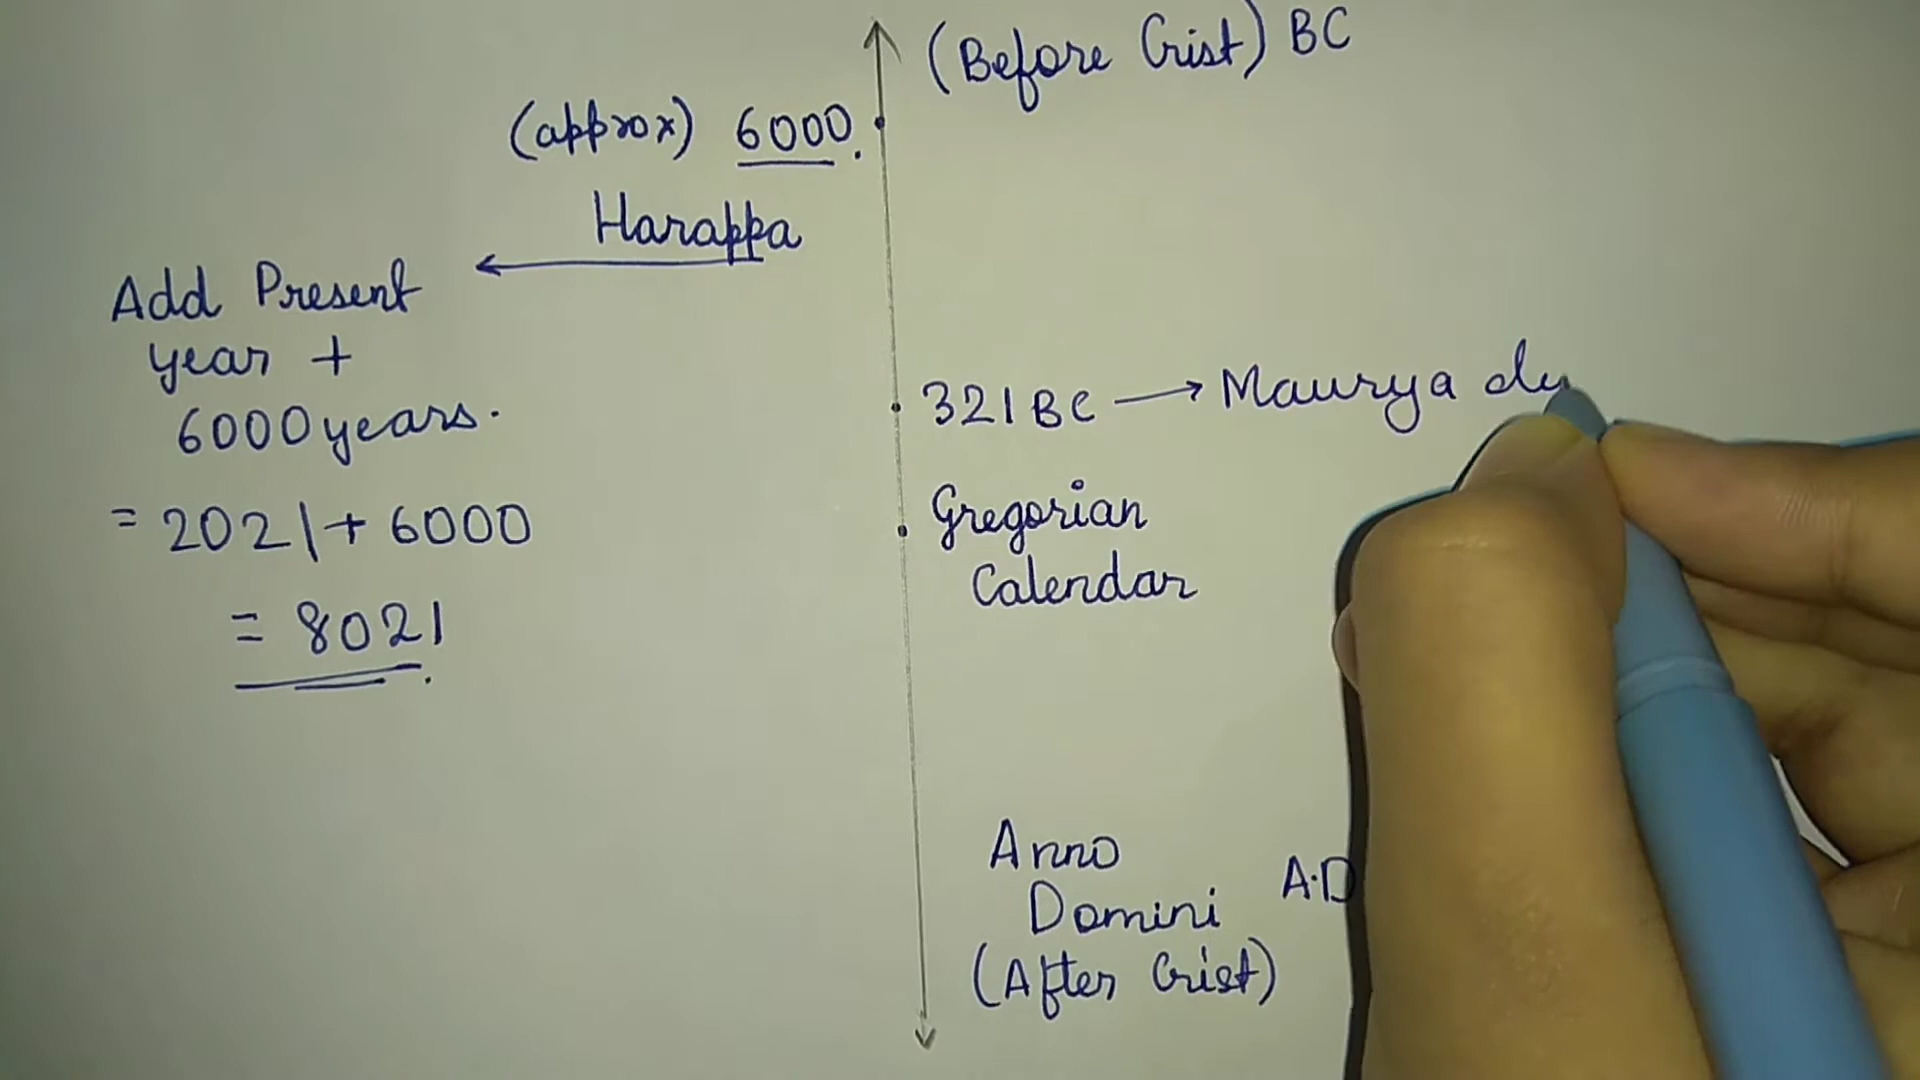 (Before Crist) BC
(approx) 6000.
Harappa
Add Present
year +
6000 years.
= 2021 + 6000
= 8021.
321 BC → Maurya dy
Gregorian
Calendar
Anno
Domini A.D
(After Crist)